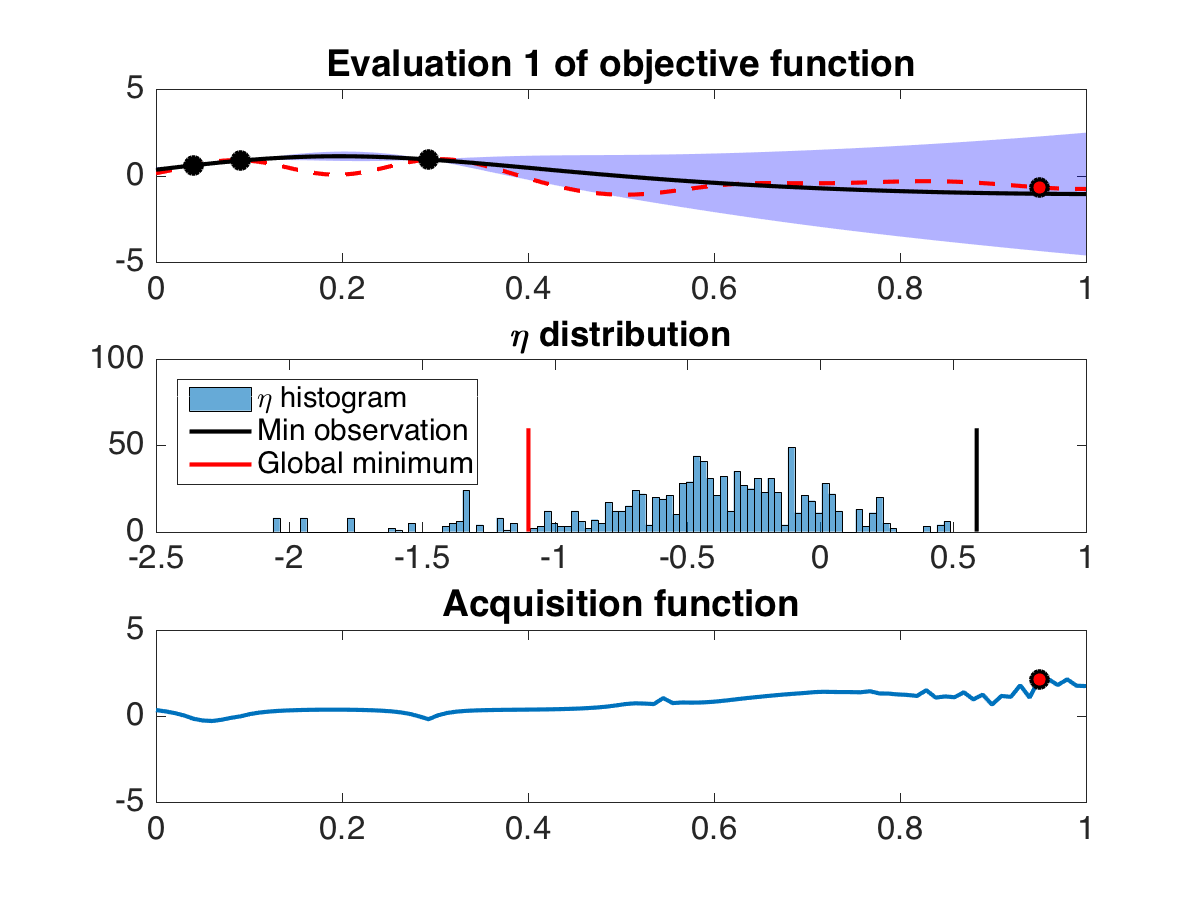 Evaluation 1 of objective function
5
0
-5
0 0.2 0.4 0.6 0.8 1
η distribution
100
50
0
η histogram
Min observation
Global minimum
-2.5 -2 -1.5 -1 -0.5 0 0.5 1
Acquisition function
5
0
-5
0 0.2 0.4 0.6 0.8 1